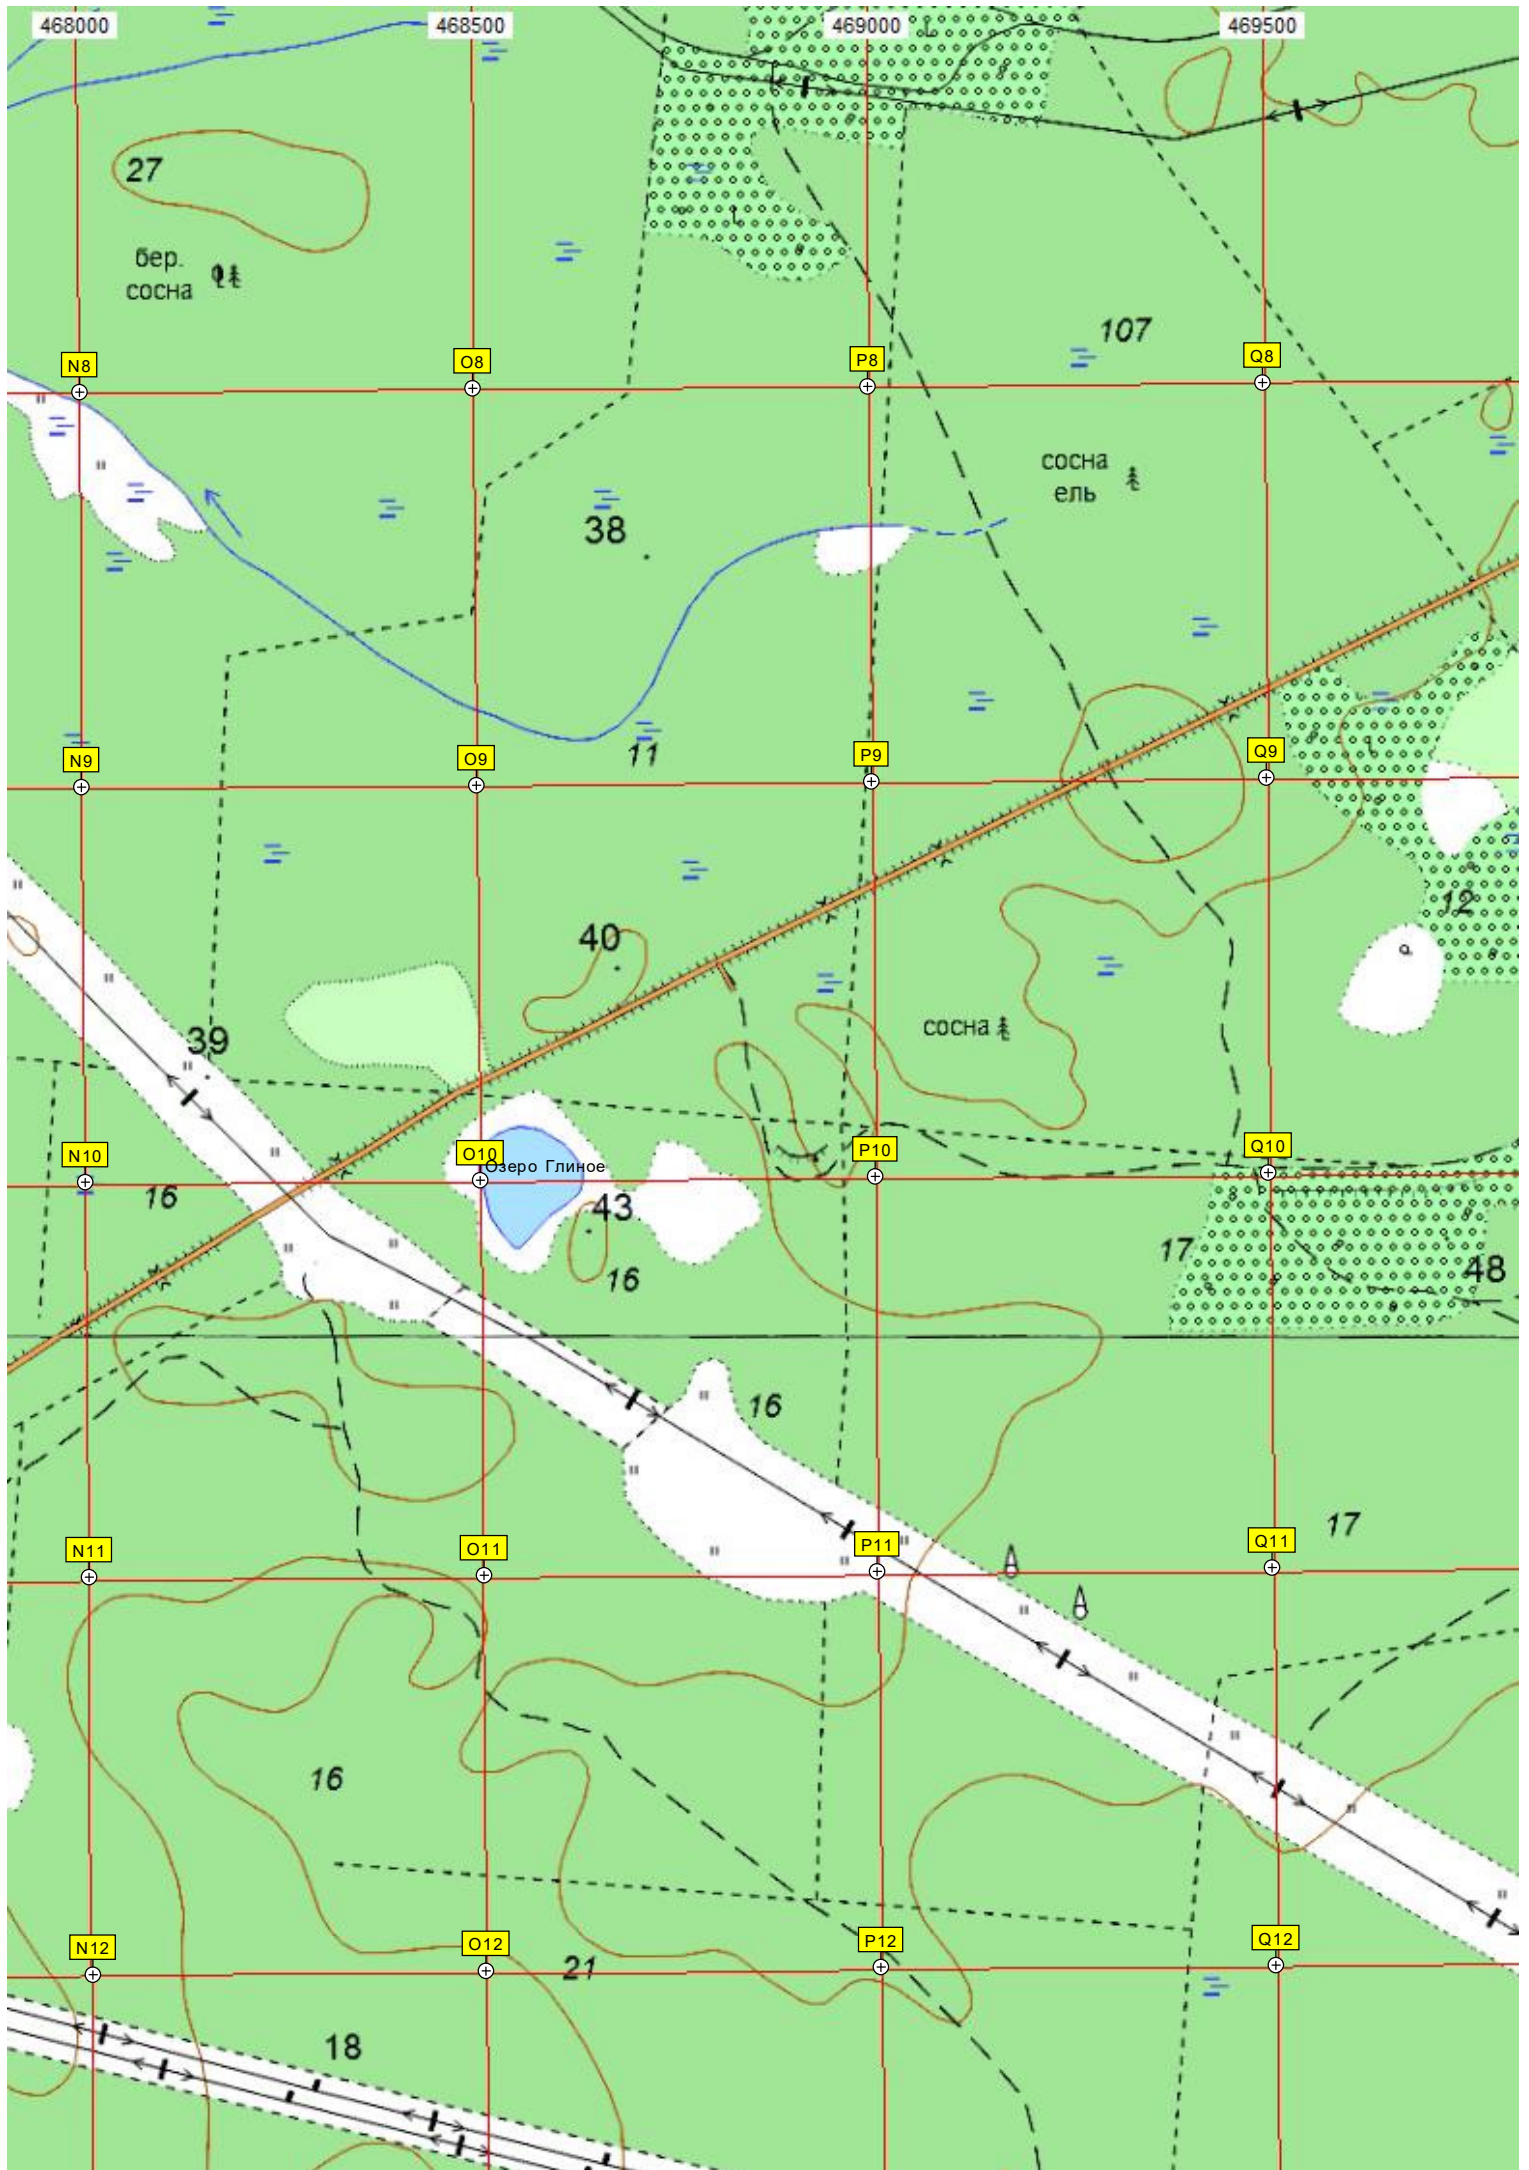 468000
468500
469000
469500
27
бер.
сосна
107
N8
O8
P8
Q8
сосна
ель
38
11
N9
O9
P9
Q9
12
40
сосна
39
N10
O10
P10
Q10
Озеро Глиное
16
43
17
48
16
16
17
N11
O11
P11
Q11
16
N12
O12
P12
Q12
21
18